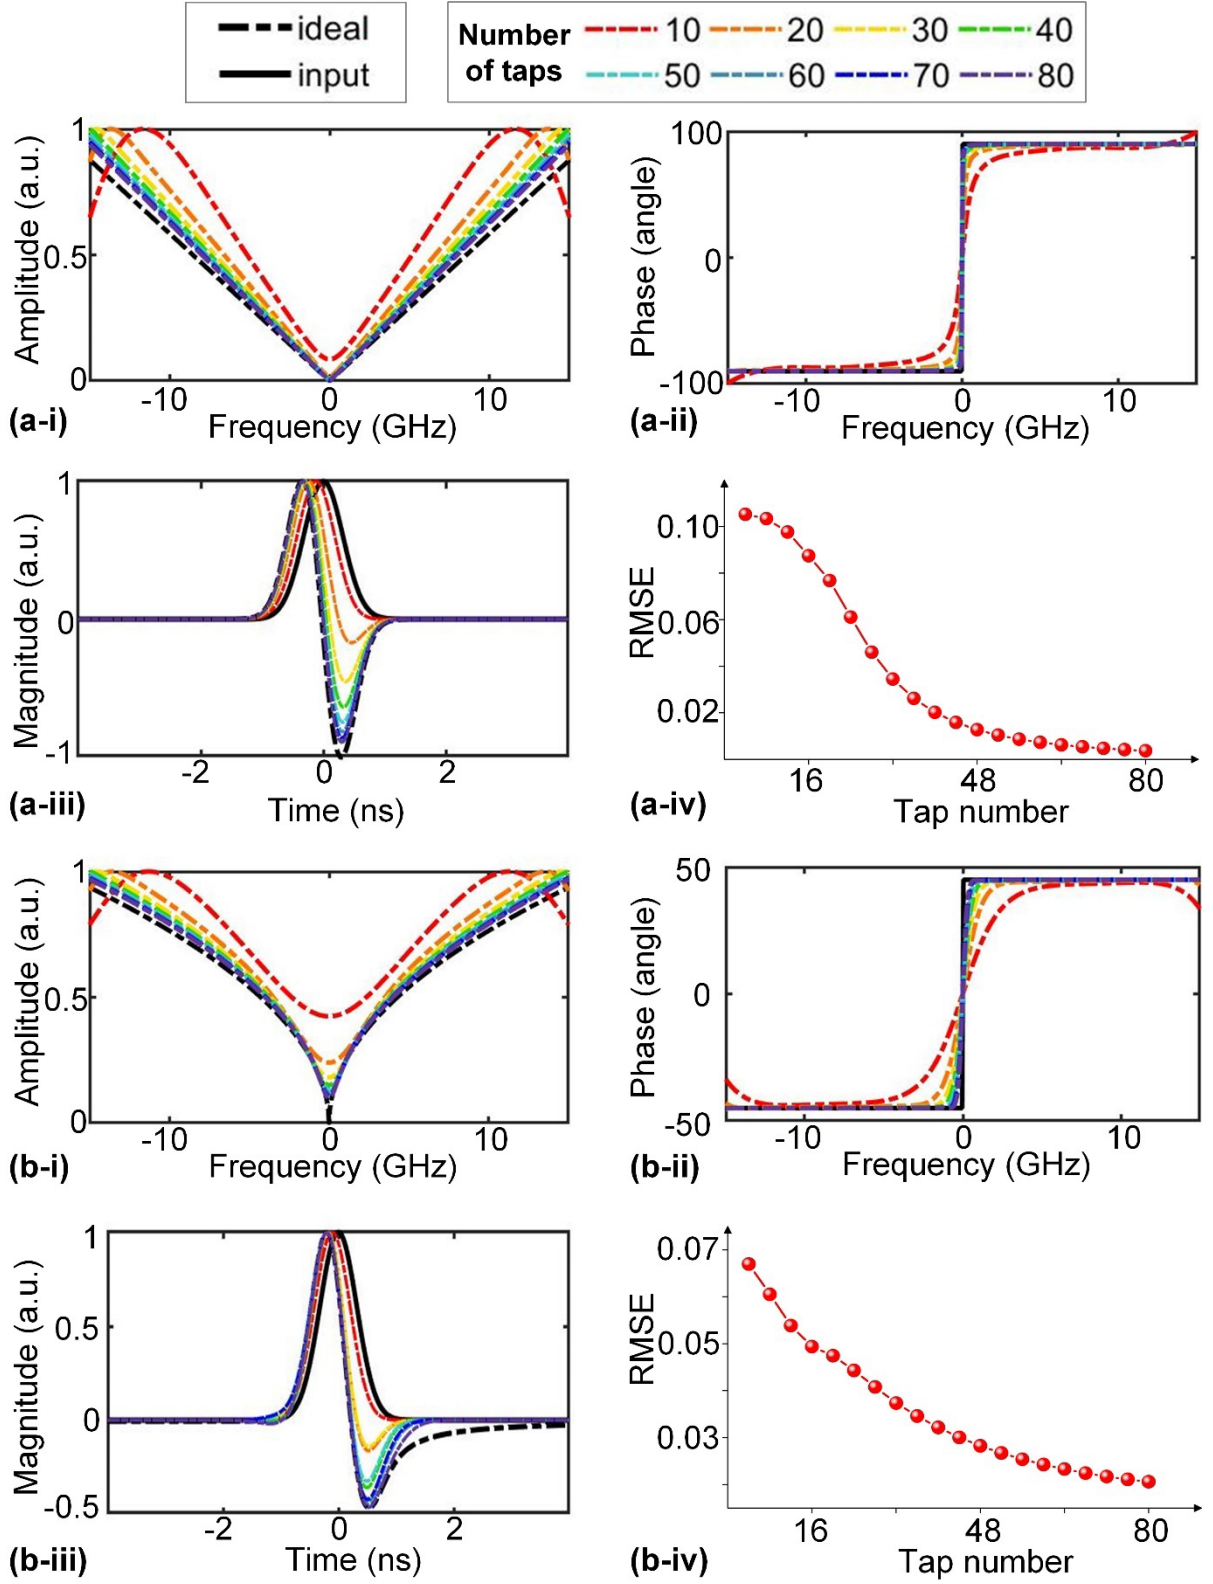 ideal
input
Number of taps
10 20 30 40
50 60 70 80
1
0.5
0
Amplitude (a.u.)
-10 0 10
Frequency (GHz)
(a-i)
100
0
-100
Phase (angle)
-10 0 10
Frequency (GHz)
(a-ii)
1
0
-1
Magnitude (a.u.)
-2 0 2
Time (ns)
(a-iii)
0.10
0.06
0.02
RMSE
16 48 80
Tap number
(a-iv)
1
0.5
0
Amplitude (a.u.)
-10 0 10
Frequency (GHz)
(b-i)
50
0
-50
Phase (angle)
-10 0 10
Frequency (GHz)
(b-ii)
1
0.5
0
-0.5
Magnitude (a.u.)
-2 0 2
Time (ns)
(b-iii)
0.07
0.05
0.03
RMSE
16 48 80
Tap number
(b-iv)